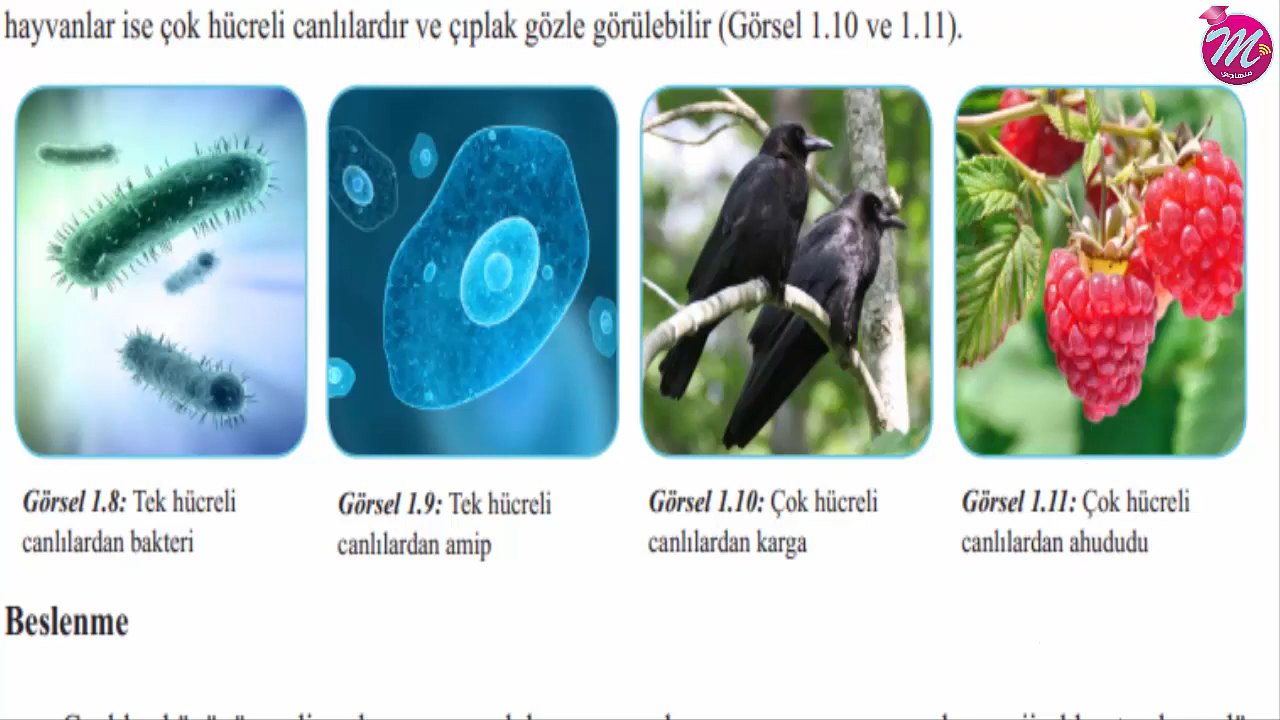 hayvanlar ise çok hücreli canlılardır ve çıplak gözle görülebilir (Görsel 1.10 ve 1.11).
منهاجي
Görsel 1.8: Tek hücreli
canlılardan bakteri
Görsel 1.9: Tek hücreli
canlılardan amip
Görsel 1.10: Çok hücreli
canlılardan karga
Görsel 1.11: Çok hücreli
canlılardan ahududu
Beslenme